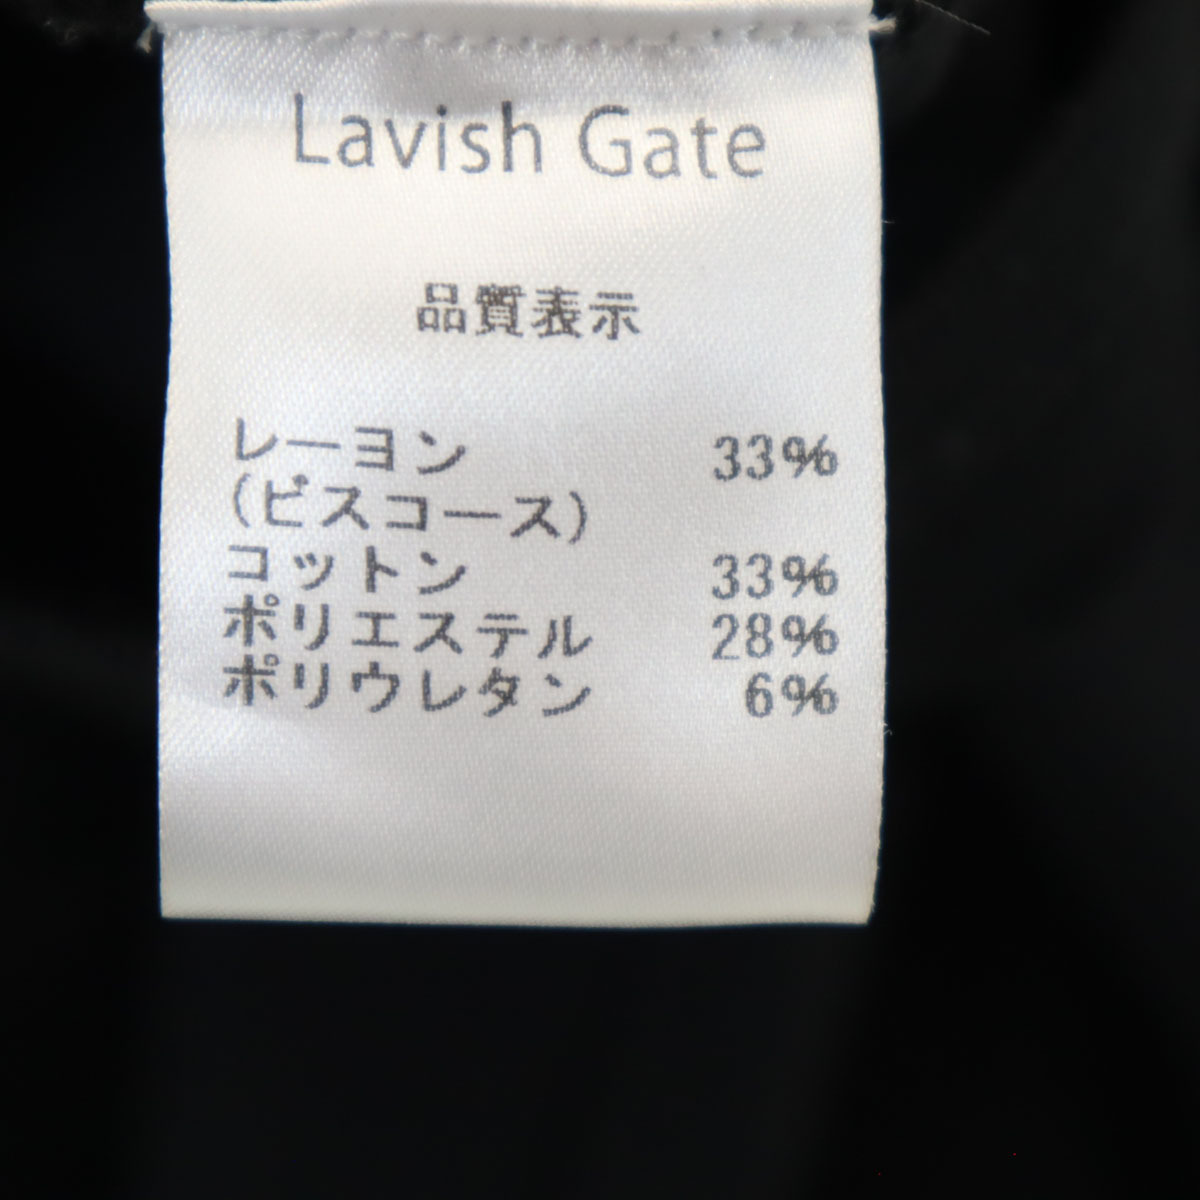 Lavish Gate
品質表示
レーヨン 33%
(ビスコース)
コットン 33%
ポリエステル 28%
ポリウレタン 6%